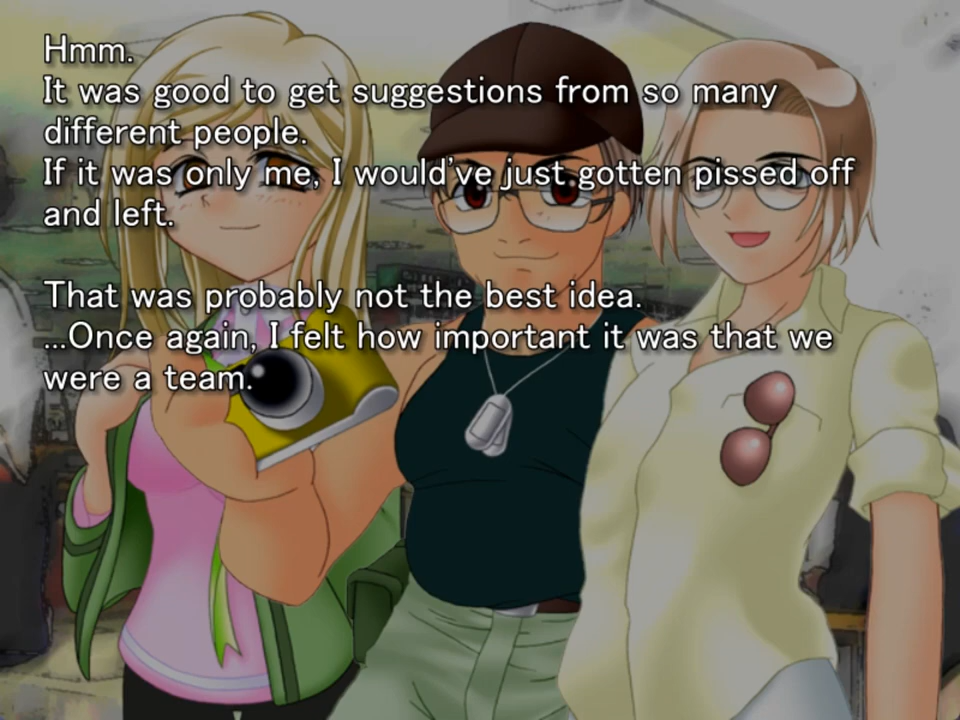 Hmm.
It was good to get suggestions from so many
different people.
If it was only me, I would've just gotten pissed off
and left.
That was probably not the best idea.
...Once again, I felt how important it was that we
were a team.